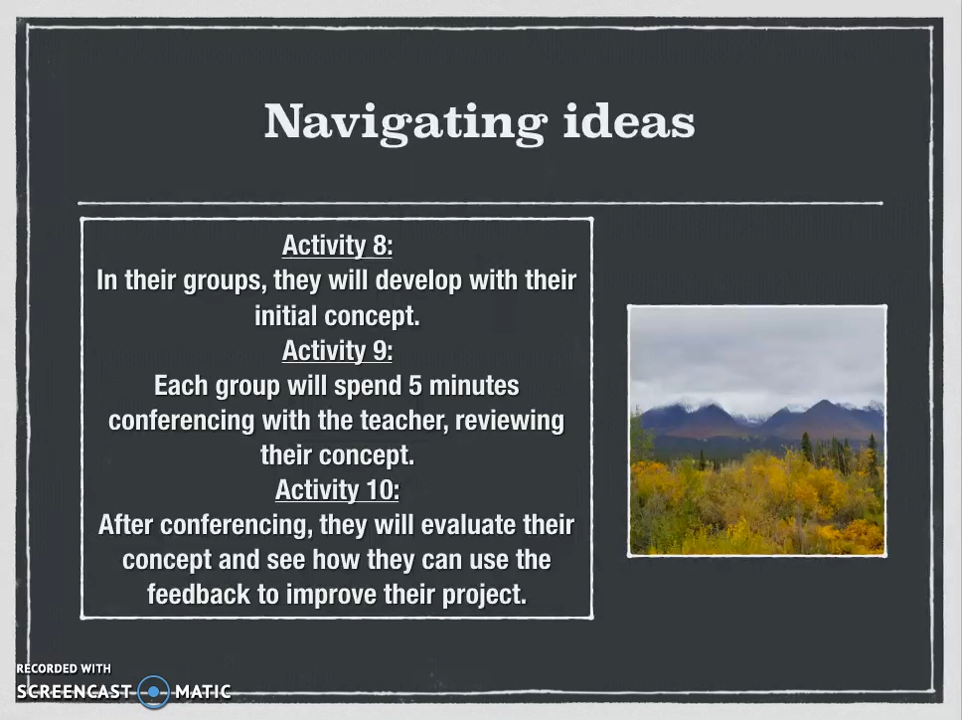 Navigating ideas
Activity 8:
In their groups, they will develop with their
initial concept.
Activity 9:
Each group will spend 5 minutes
conferencing with the teacher, reviewing
their concept.
Activity 10:
After conferencing, they will evaluate their
concept and see how they can use the
feedback to improve their project.
RECORDED WITH
SCREENCAST MATIC